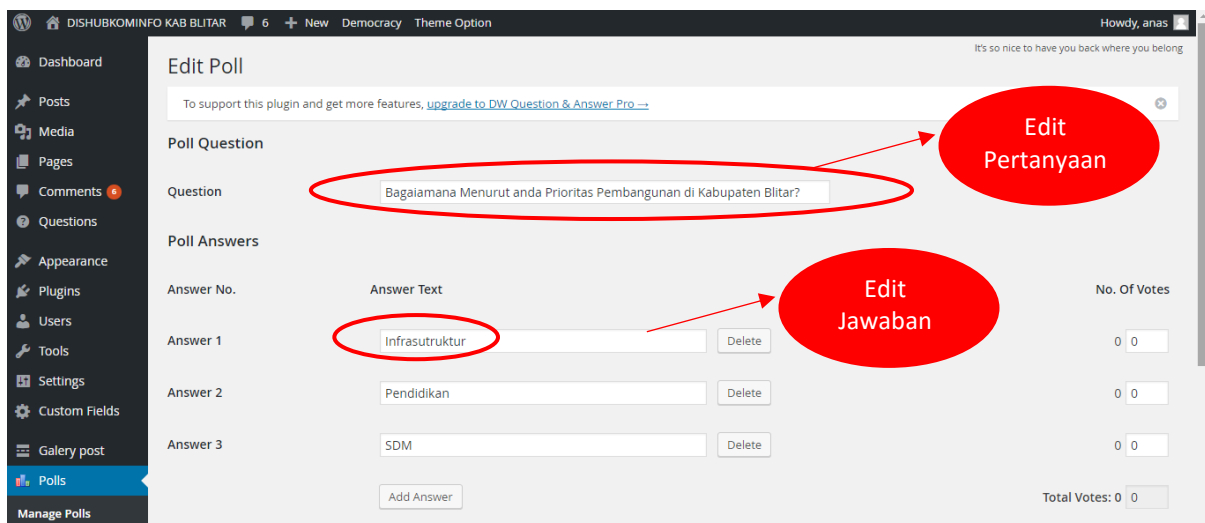 DISHUBKOMINFO KAB BLITAR 6 + New Democracy Theme Option Howdy, anas
It's so nice to have you back where you belong
Dashboard
Posts
Media
Pages
Comments 6
Questions
Appearance
Plugins
Users
Tools
Settings
Custom Fields
Galery post
Polls
Manage Polls
Edit Poll
To support this plugin and get more features, upgrade to DW Question & Answer Pro →
Poll Question
Edit
Pertanyaan
Question Bagaiamana Menurut anda Prioritas Pembangunan di Kabupaten Blitar?
Poll Answers
Answer No. Answer Text No. Of Votes
Edit
Jawaban
Answer 1 Infrasutruktur Delete 0 0
Answer 2 Pendidikan Delete 0 0
Answer 3 SDM Delete 0 0
Add Answer Total Votes: 0 0